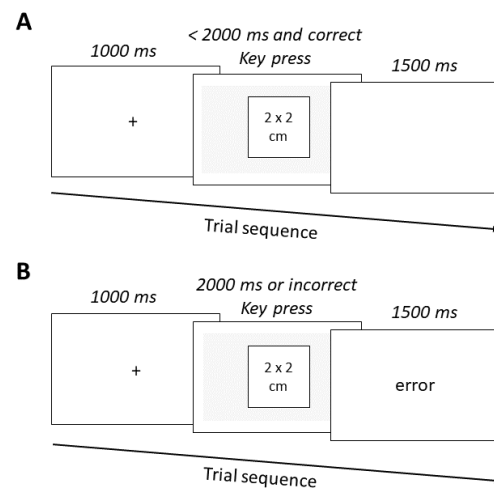 A
< 2000 ms and correct
1000 ms
Key press
1500 ms
+
2 x 2
cm
Trial sequence
B
2000 ms or incorrect
1000 ms
Key press
1500 ms
+
2 x 2
cm
error
Trial sequence